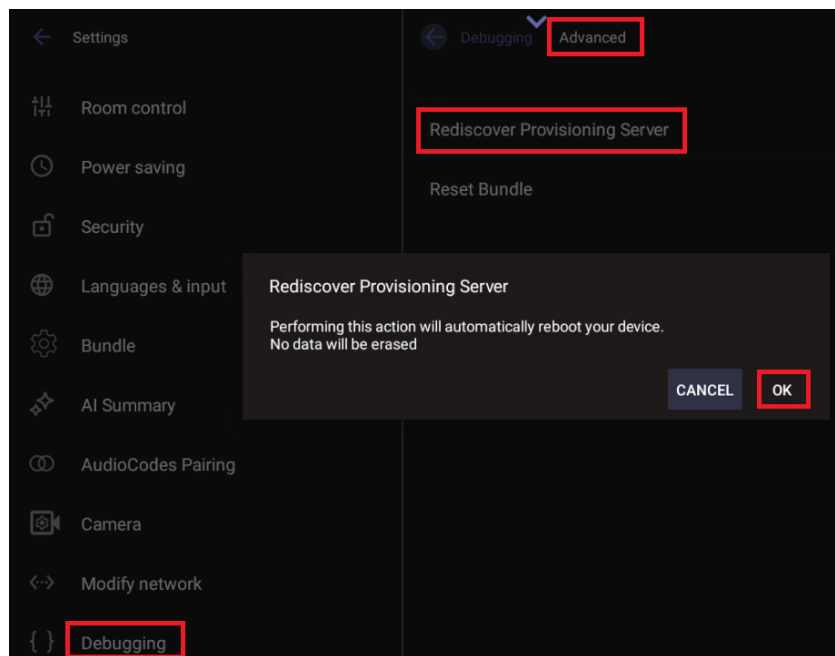 Settings
Debugging Advanced
Room control
Power saving
Security
Languages & input
Bundle
AI Summary
AudioCodes Pairing
Camera
Modify network
Debugging
Rediscover Provisioning Server
Reset Bundle
Rediscover Provisioning Server
Performing this action will automatically reboot your device.
No data will be erased
CANCEL OK